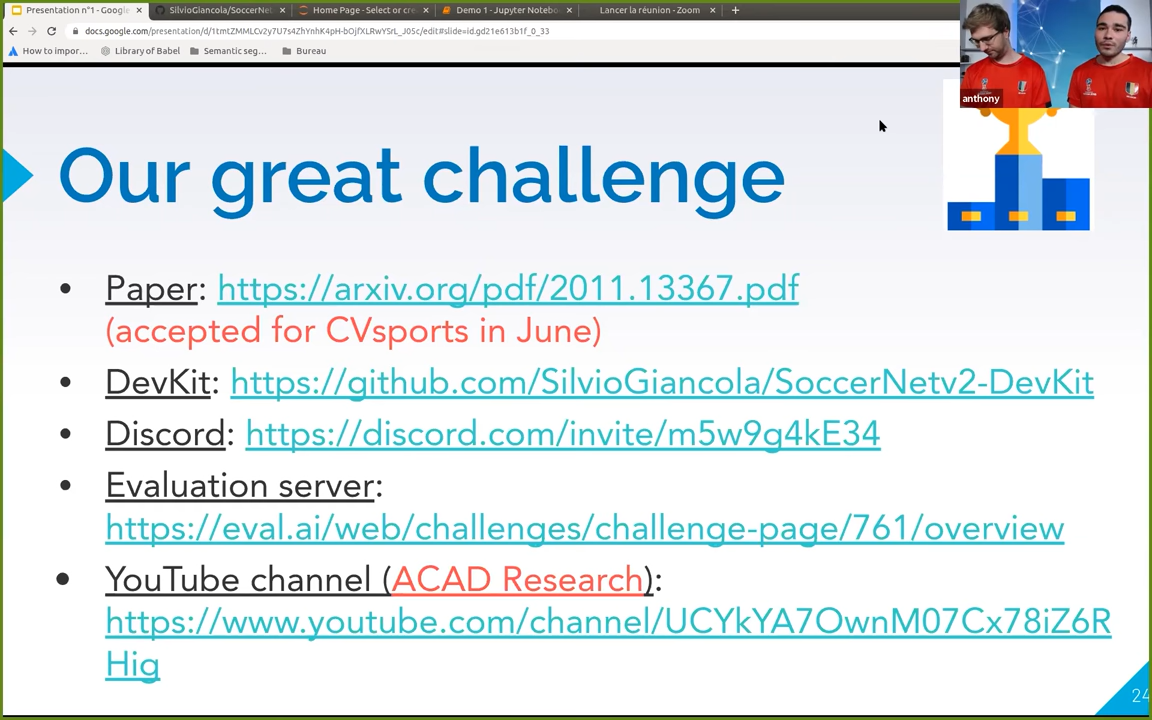 Presentation n°1 - Google
SilvioGiancola/SoccerNet
Home Page - Select or cre
Demo 1 - Jupyter Notebo
Lancer la réunion - Zoom
docs.google.com/presentation/d/1tmtZMMLCv2y7U7s4ZhYnhK4pH-bOjfXLRwYSrL_J05c/edit#slide=id.gd21e613b1f_0_33
How to impor...
Library of Babel
Semantic seg...
Bureau
anthony
Our great challenge
• Paper: https://arxiv.org/pdf/2011.13367.pdf
(accepted for CVsports in June)
• DevKit: https://github.com/SilvioGiancola/SoccerNetv2-DevKit
• Discord: https://discord.com/invite/m5w9g4kE34
• Evaluation server:
https://eval.ai/web/challenges/challenge-page/761/overview
• YouTube channel (ACAD Research):
https://www.youtube.com/channel/UCYkYA7OwnM07Cx78iZ6R
Hig
24